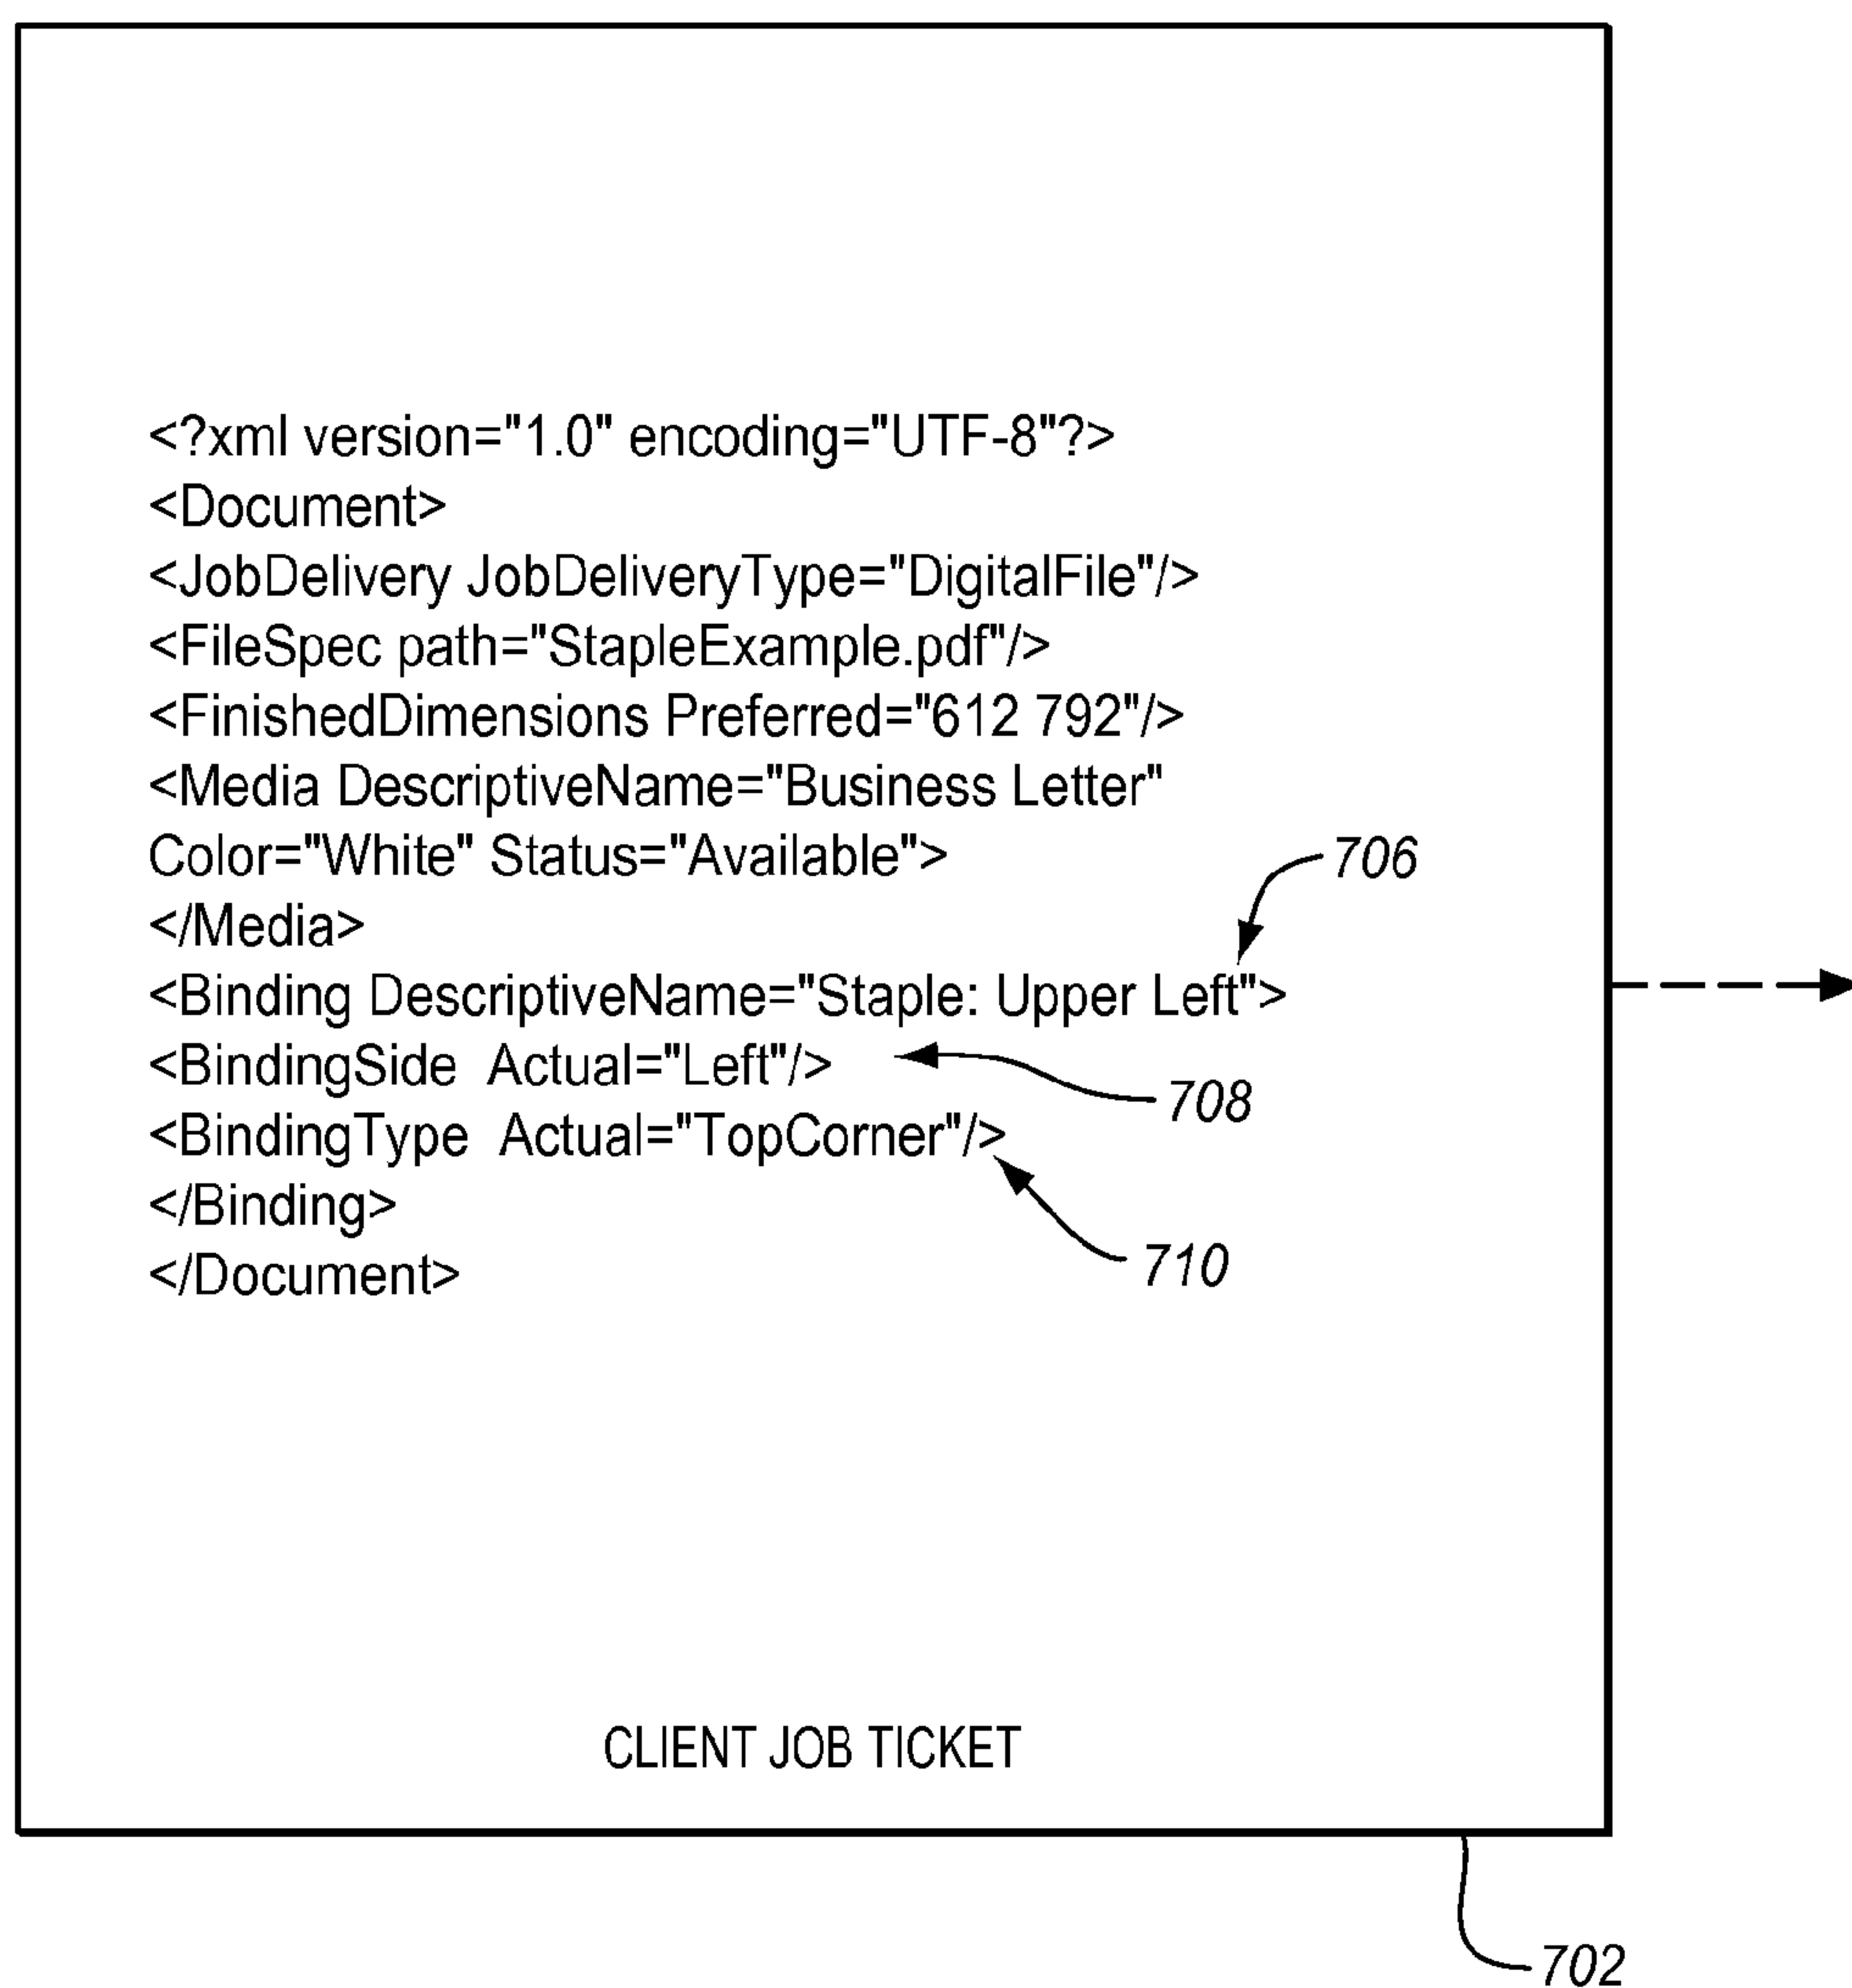 <?xml version="1.0" encoding="UTF-8"?>
<Document>
<JobDelivery JobDeliveryType="DigitalFile"/>
<FileSpec path="StapleExample.pdf"/>
<FinishedDimensions Preferred="612 792"/>
<Media DescriptiveName="Business Letter"
Color="White" Status="Available">
706
</Media>
<Binding DescriptiveName="Staple: Upper Left">
<BindingSide Actual="Left"/>
708
<BindingType Actual="TopCorner"/>
</Binding>
710
</Document>
CLIENT JOB TICKET
702